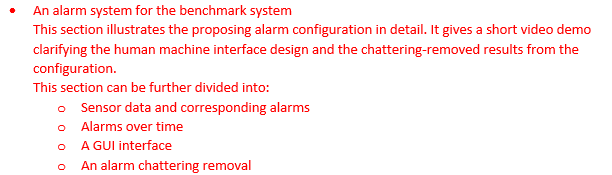 • An alarm system for the benchmark system
This section illustrates the proposing alarm configuration in detail. It gives a short video demo
clarifying the human machine interface design and the chattering-removed results from the
configuration.
This section can be further divided into:
o Sensor data and corresponding alarms
o Alarms over time
o A GUI interface
o An alarm chattering removal